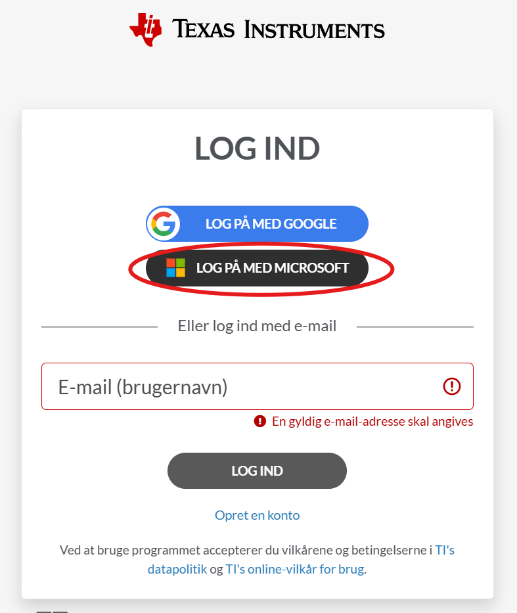 TEXAS INSTRUMENTS
LOG IND
LOG PÅ MED GOOGLE
LOG PÅ MED MICROSOFT
Eller log ind med e-mail
E-mail (brugernavn)
En gyldig e-mail-adresse skal angives
LOG IND
Opret en konto
Ved at bruge programmet accepterer du vilkårene og betingelserne i TI's
datapolitik og TI's online-vilkår for brug.